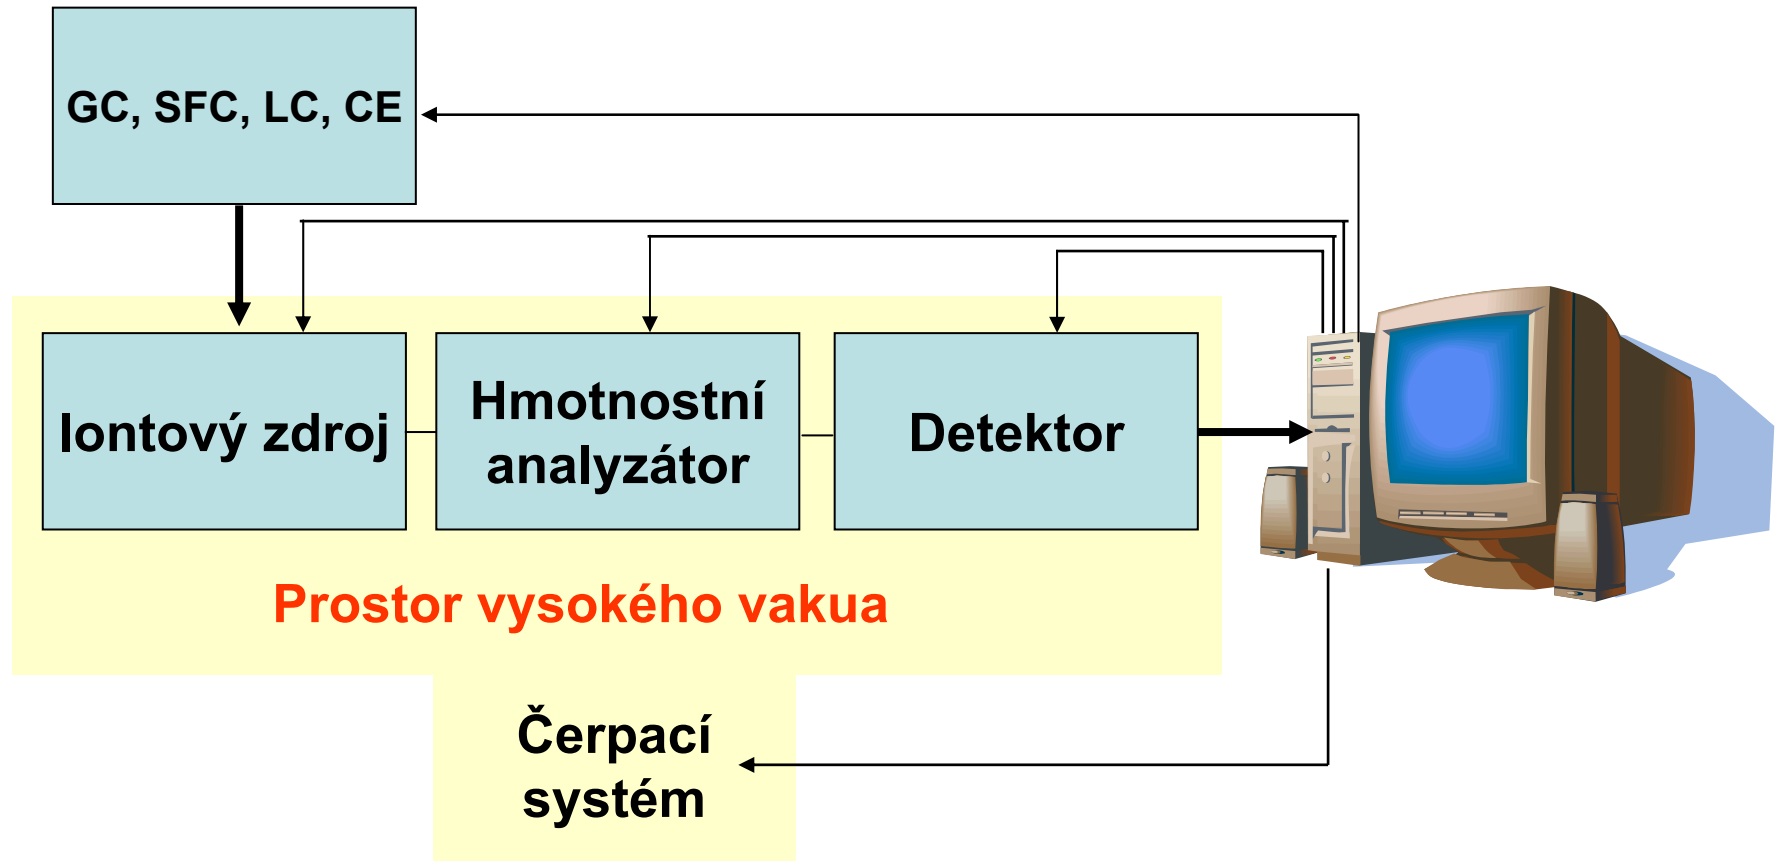 GC, SFC, LC, CE
Iontový zdroj
Hmotnostní
analyzátor
Detektor
Prostor vysokého vakua
Čerpací
systém